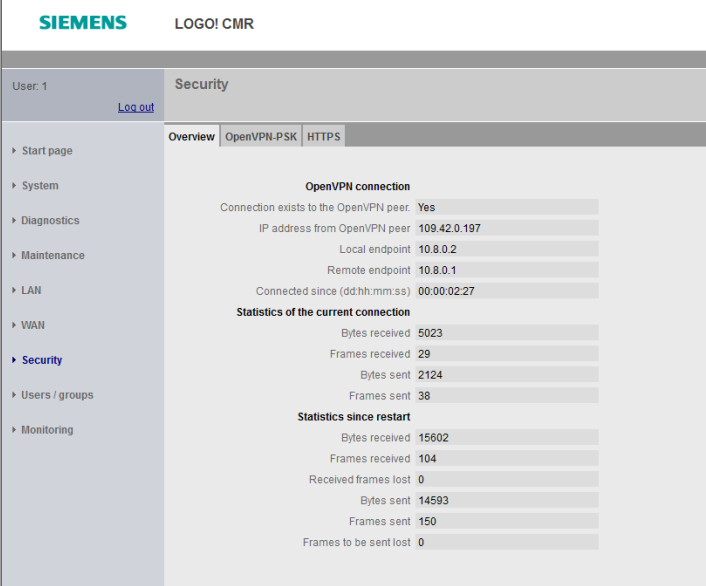 SIEMENS LOGO! CMR
User: 1
Log out
Security
Start page
System
Diagnostics
Maintenance
LAN
WAN
Security
Users / groups
Monitoring
Overview OpenVPN-PSK HTTPS
OpenVPN connection
Connection exists to the OpenVPN peer. Yes
IP address from OpenVPN peer 109.42.0.197
Local endpoint 10.8.0.2
Remote endpoint 10.8.0.1
Connected since (dd:hh:mm:ss) 00:00:02:27
Statistics of the current connection
Bytes received 5023
Frames received 29
Bytes sent 2124
Frames sent 38
Statistics since restart
Bytes received 15602
Frames received 104
Received frames lost 0
Bytes sent 14593
Frames sent 150
Frames to be sent lost 0